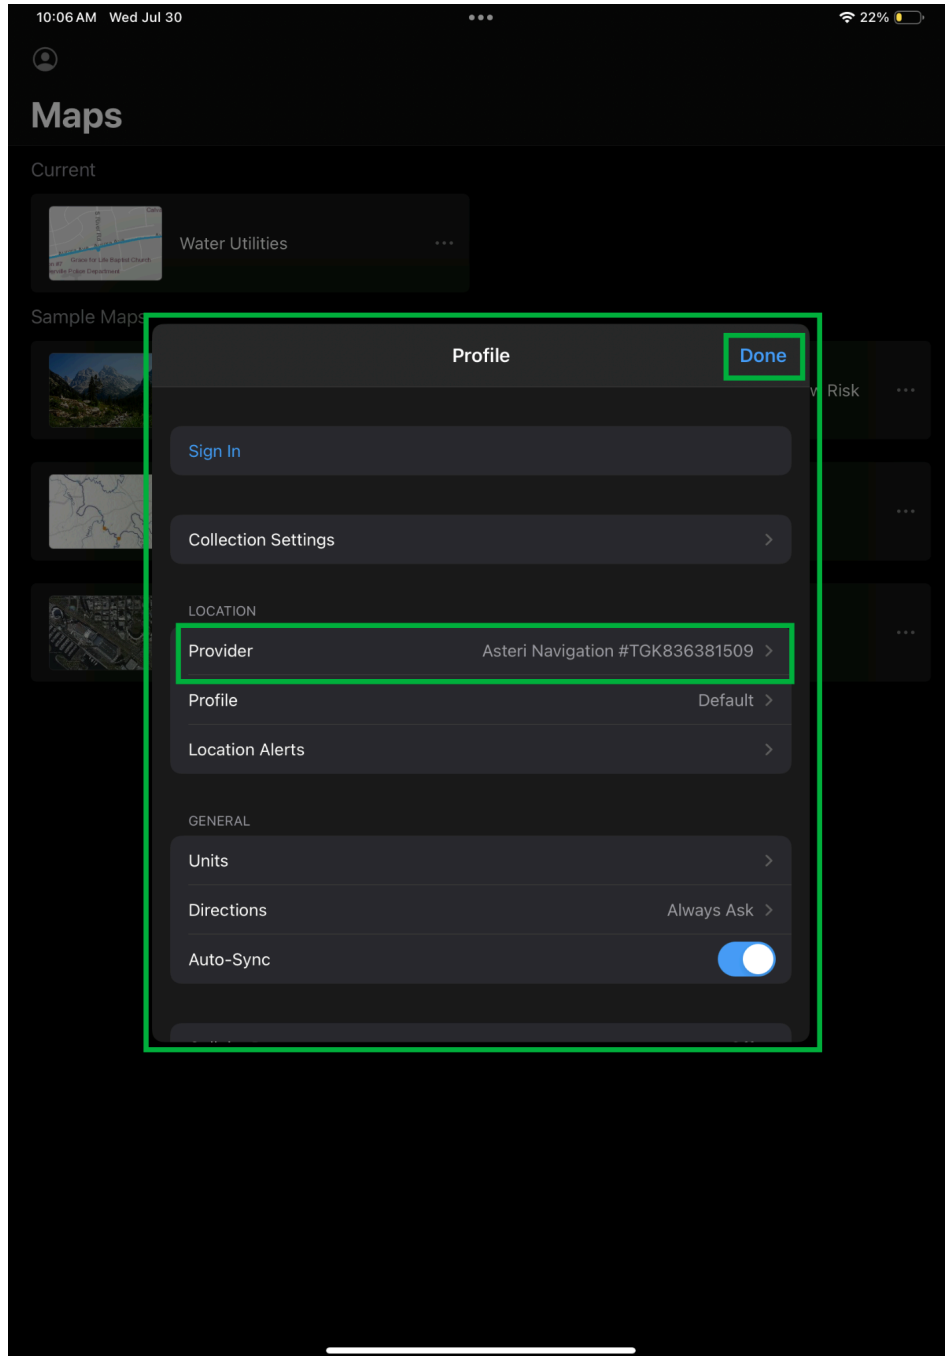 10:06 AM Wed Jul 30
22%
Maps
Current
Water Utilities
Sample Maps
Profile
Done
Risk
Sign In
Collection Settings
LOCATION
Provider Asteri Navigation #TGK836381509
Profile Default
Location Alerts
GENERAL
Units
Directions Always Ask
Auto-Sync